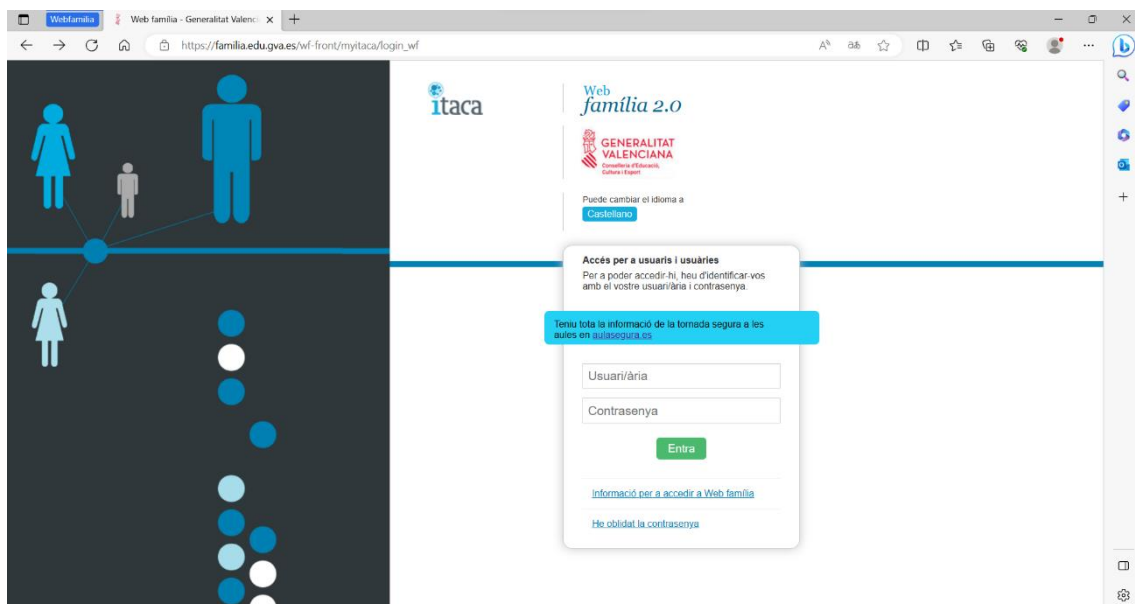 Webfamilia
Web família - Generalitat Valenci
https://familia.edu.gva.es/wf-front/myitaca/login_wf
itaca
Web
família 2.0
GENERALITAT
VALENCIANA
Conselleria d'Educació,
Cultura i Esport
Puede cambiar el idioma a
Castellano
Accés per a usuaris i usuàries
Per a poder accedir-hi, heu d'identificar-vos
amb el vostre usuari/ària i contrasenya.
Teniu tota la informació de la tornada segura a les
aules en aulasegura.es
Usuari/ària
Contrasenya
Entra
Informació per a accedir a Web família
He oblidat la contrasenya